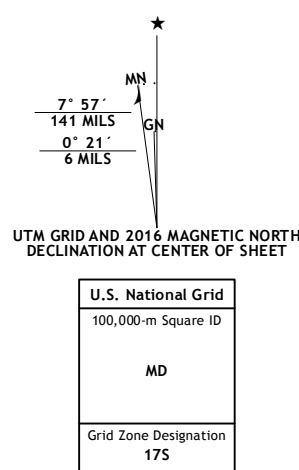 MN
7° 57´
141 MILS
GN
0° 21´
6 MILS
UTM GRID AND 2016 MAGNETIC NORTH
DECLINATION AT CENTER OF SHEET
U.S. National Grid
100,000-m Square ID
MD
Grid Zone Designation
17S